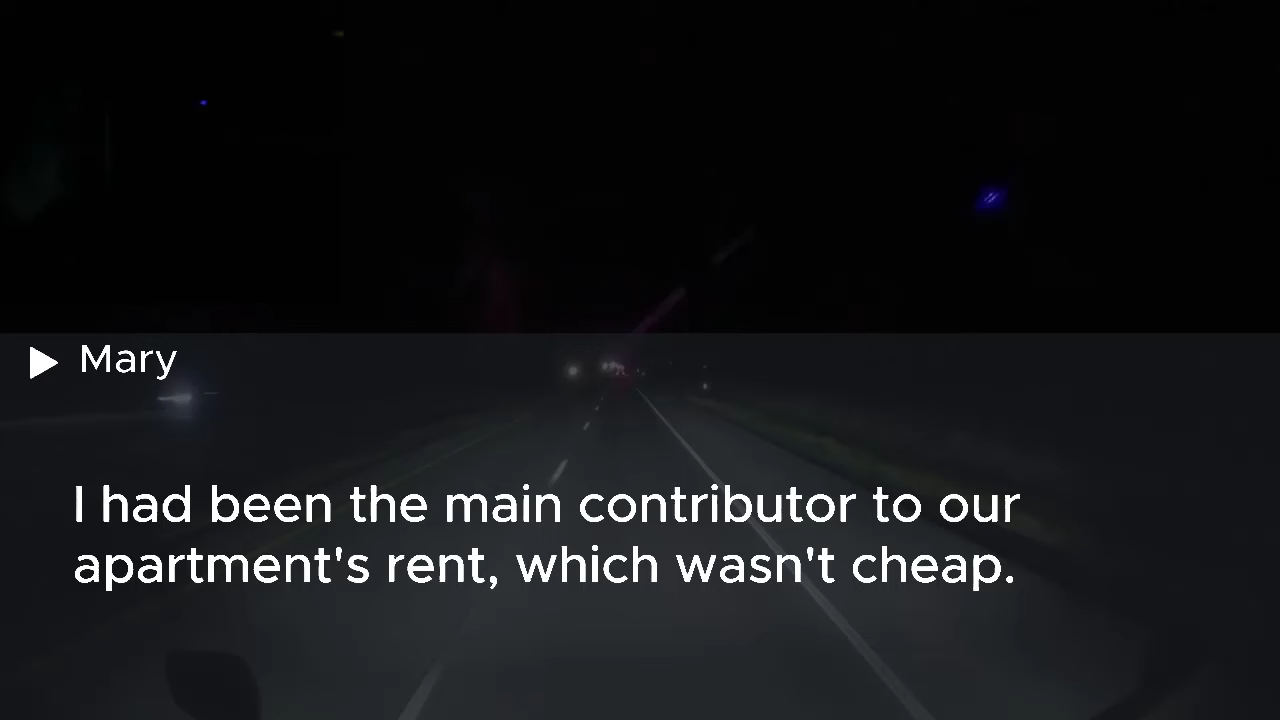 Mary
I had been the main contributor to our
apartment's rent, which wasn't cheap.